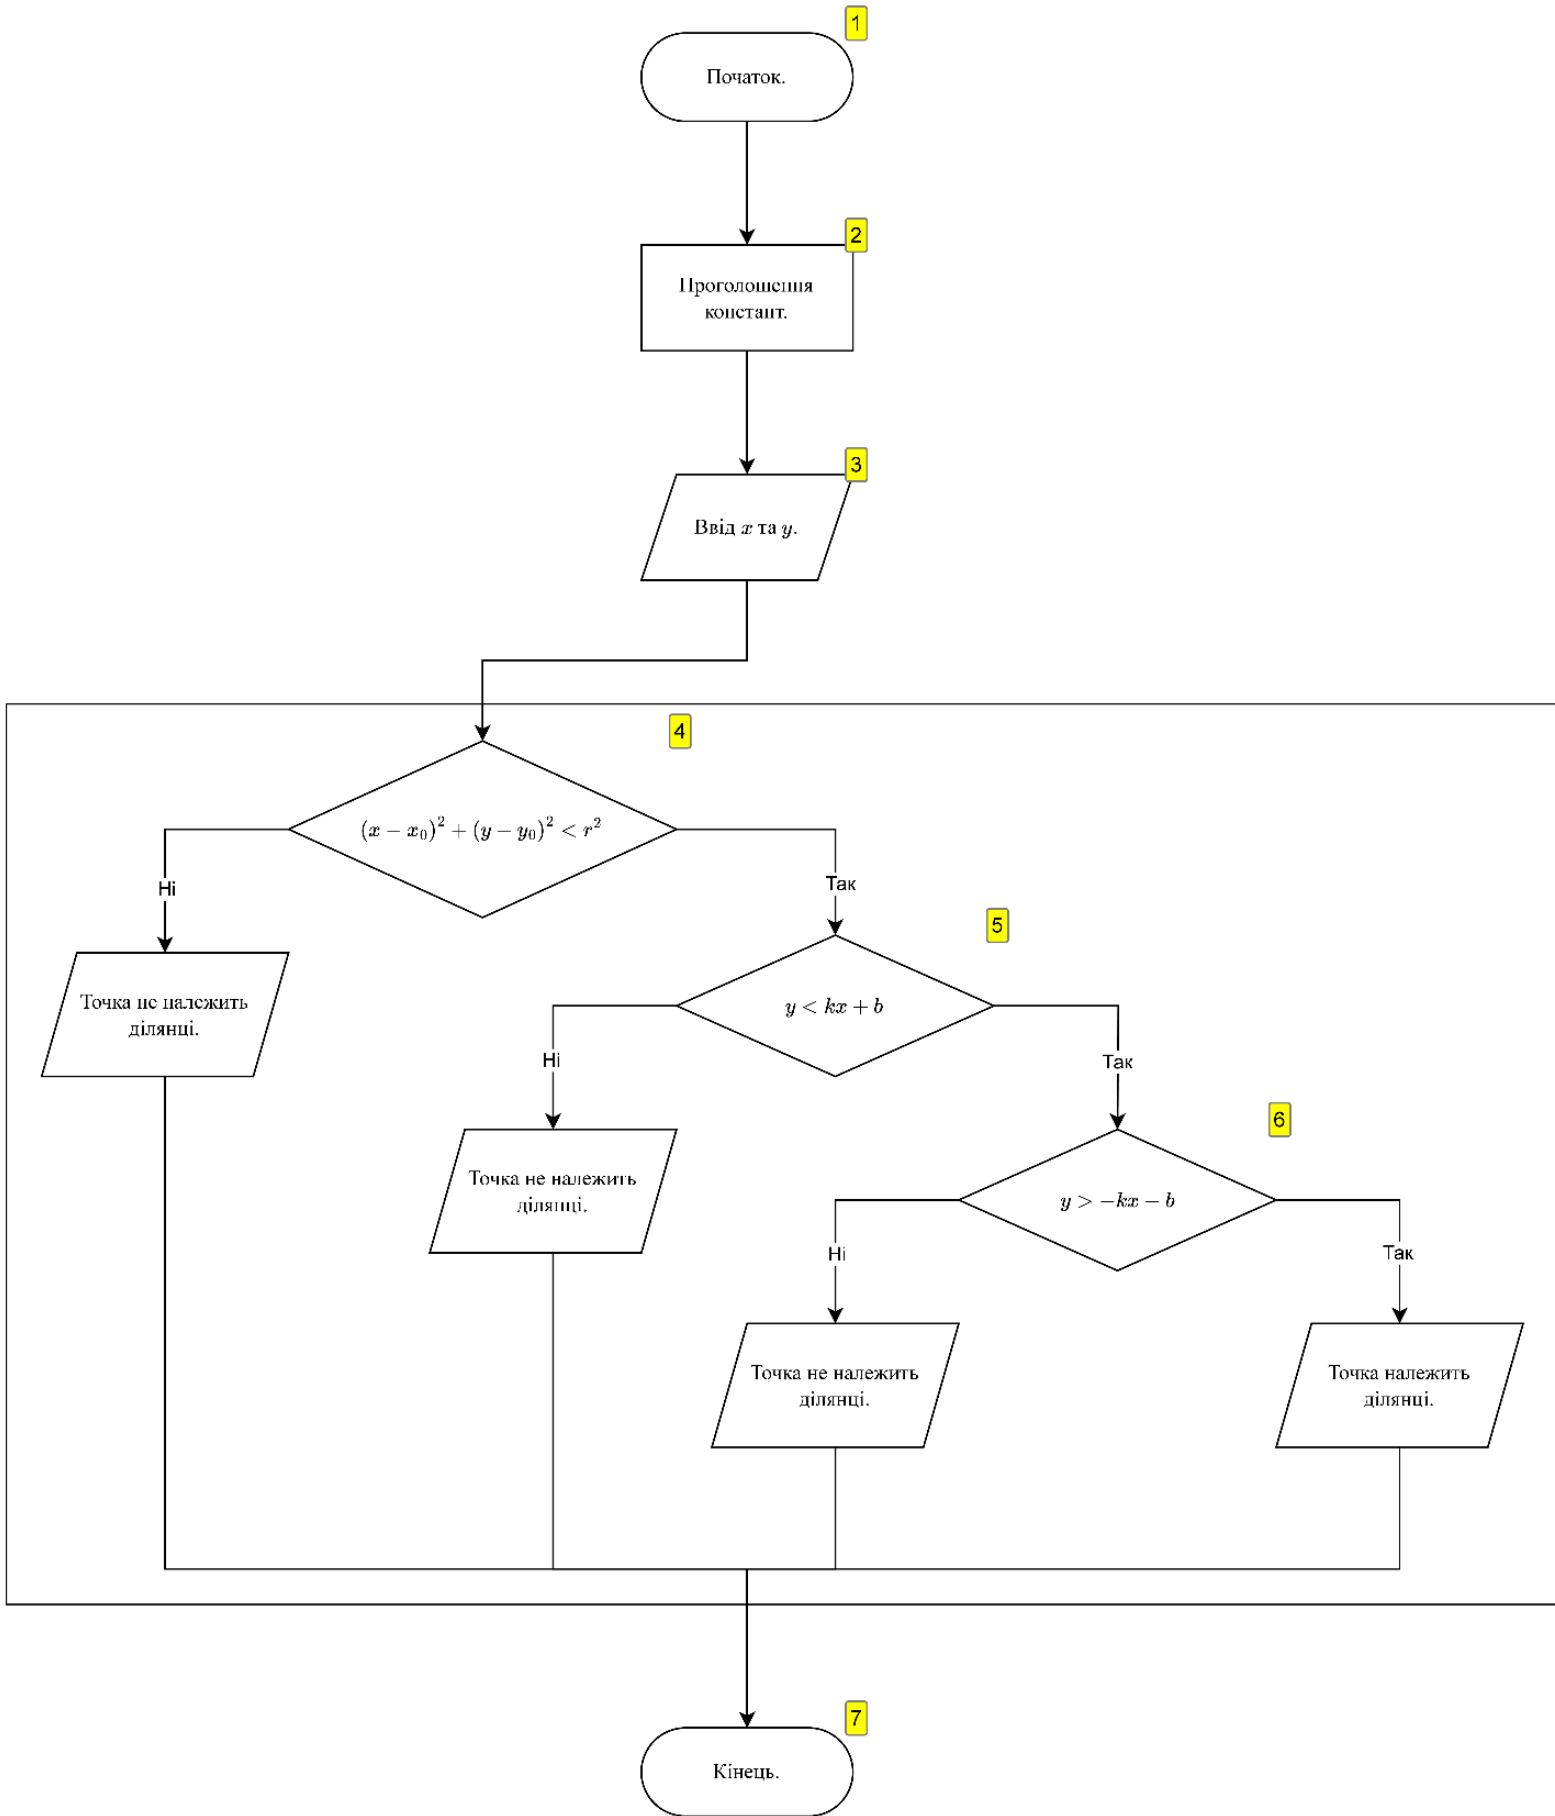 1
Початок.
2
Проголошення
констант.
3
Ввід x та y.
4
(x − x₀)² + (y − y₀)² < r²
Ні
Так
5
Точка не належить
ділянці.
y < kx + b
Ні
Так
6
Точка не належить
ділянці.
y > −kx − b
Ні
Так
Точка не належить
ділянці.
Точка належить
ділянці.
7
Кінець.